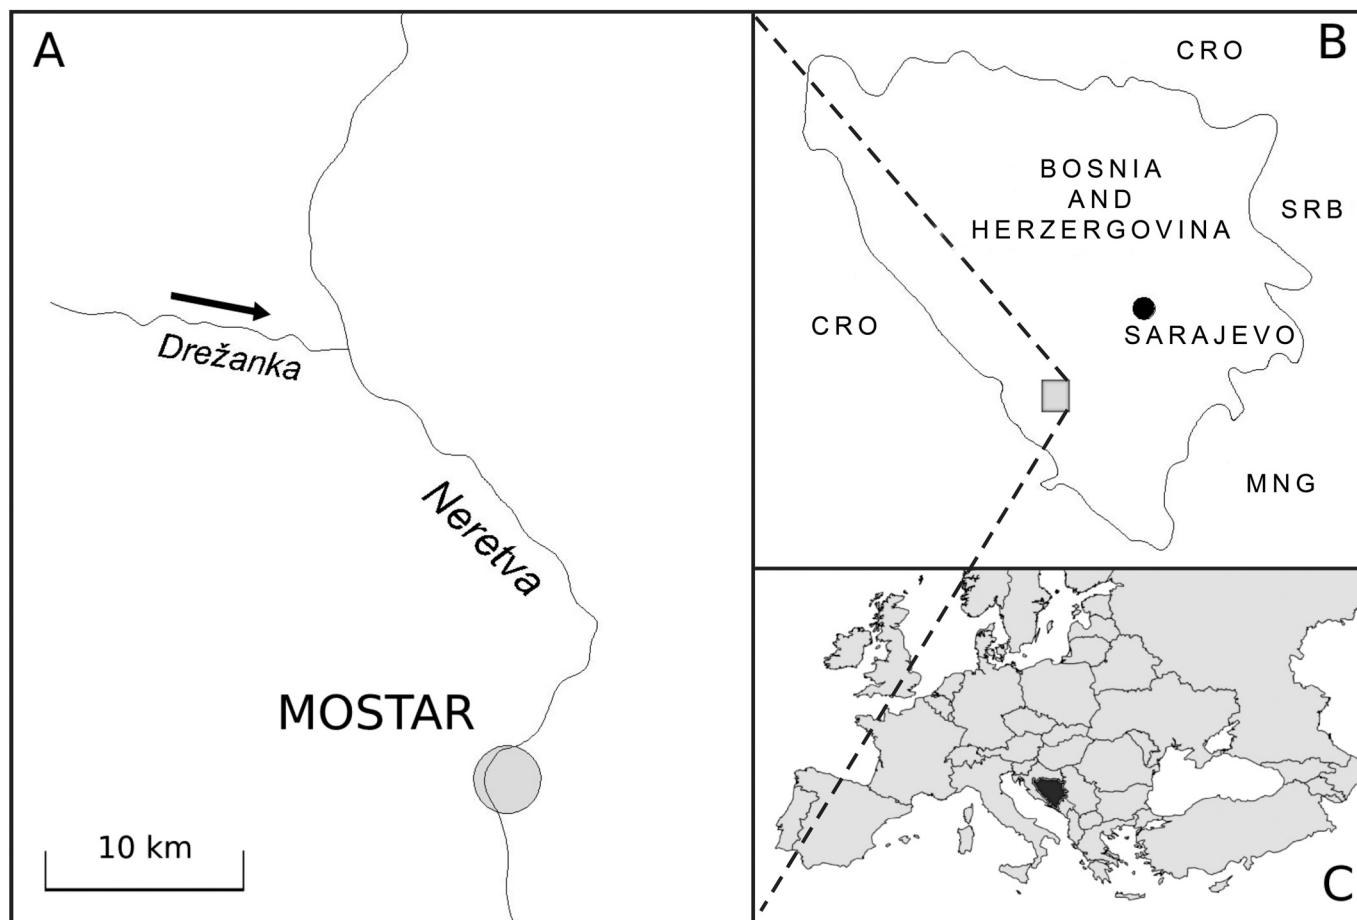 A
Drežanka
Neretva
MOSTAR
10 km
B
CRO
BOSNIA
AND
HERZERGOVINA
SRB
CRO
SARAJEVO
MNG
C